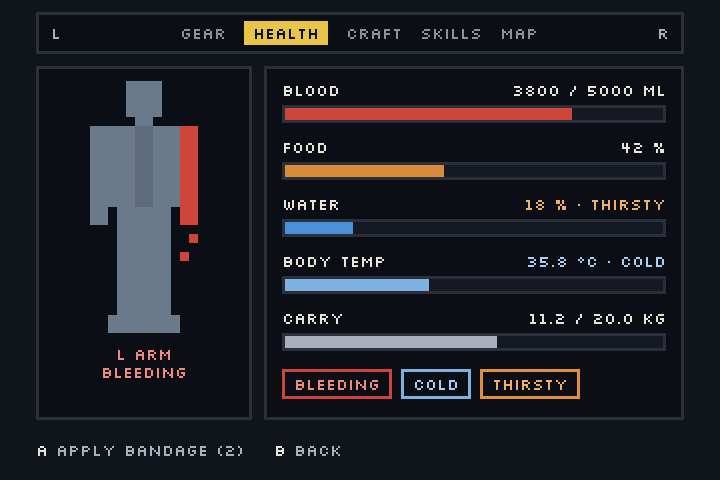 L GEAR HEALTH CRAFT SKILLS MAP R
BLOOD 3800 / 5000 ML
FOOD 42 %
WATER 18 % · THIRSTY
BODY TEMP 35.8 °C · COLD
CARRY 11.2 / 20.0 KG
L ARM
BLEEDING
BLEEDING COLD THIRSTY
A APPLY BANDAGE (2) B BACK